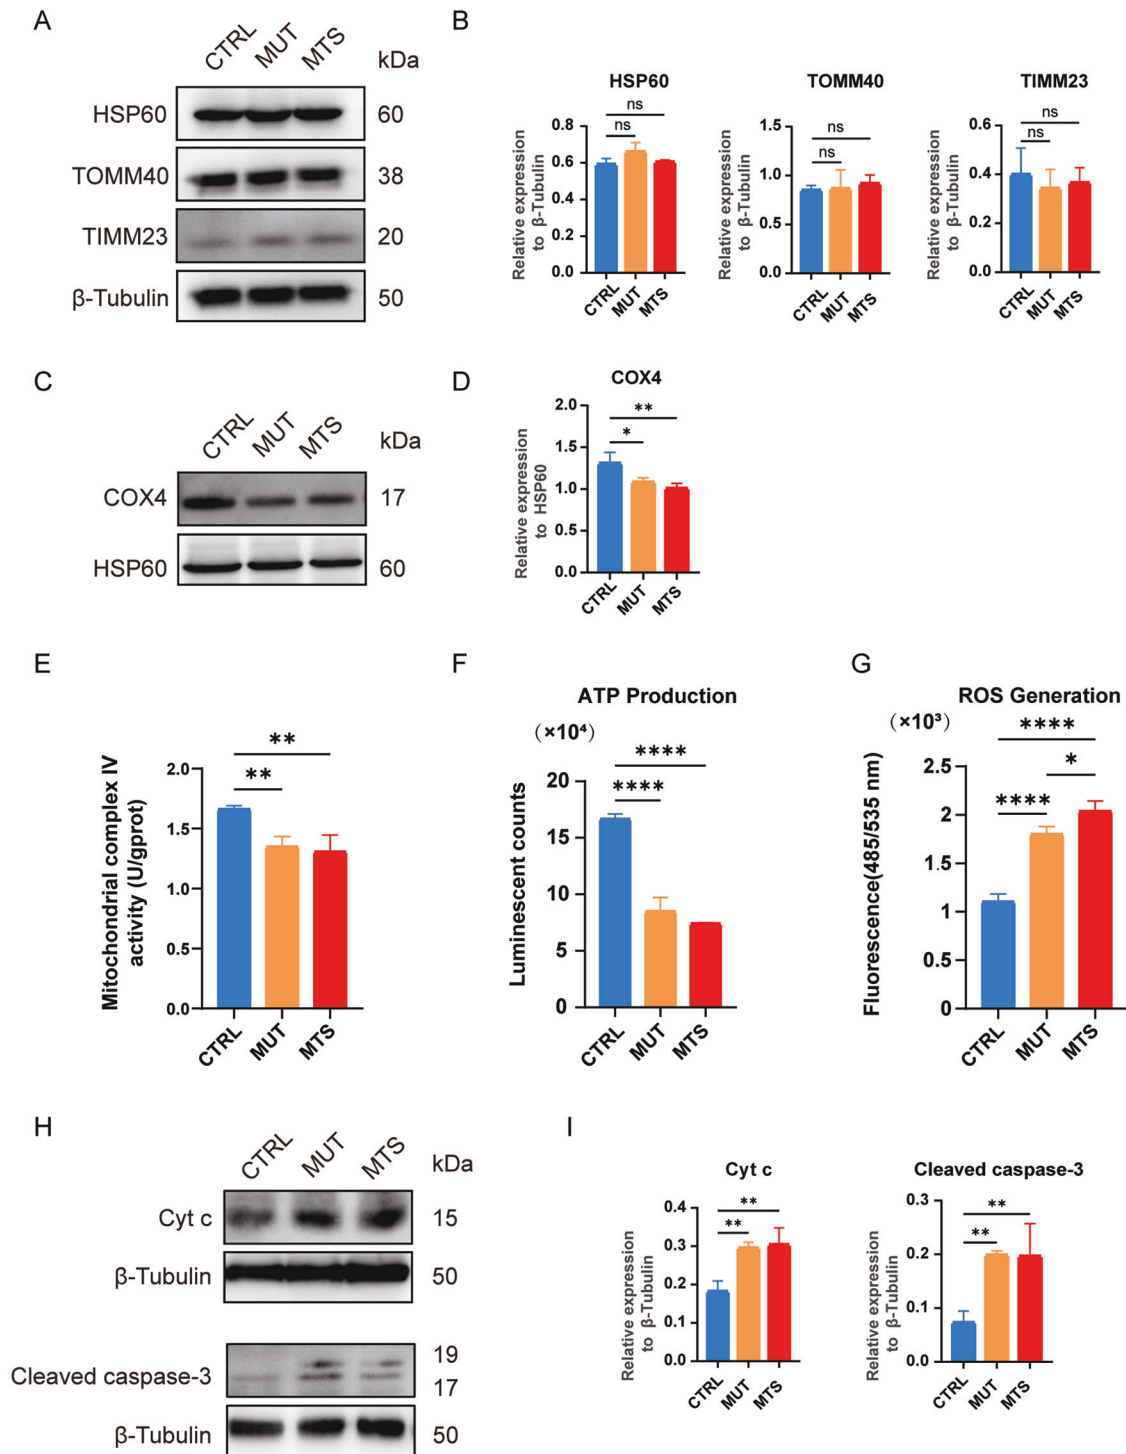 A
CTRL MUT MTS kDa
HSP60 60
TOMM40 38
TIMM23 20
β-Tubulin 50
B
HSP60
ns
ns
Relative expression
to β-Tubulin
0.8
0.6
0.4
0.2
0.0
CTRL MUT MTS
TOMM40
ns
ns
Relative expression
to β-Tubulin
1.5
1.0
0.5
0.0
CTRL MUT MTS
TIMM23
ns
ns
Relative expression
to β-Tubulin
0.6
0.4
0.2
0.0
CTRL MUT MTS
C
CTRL MUT MTS kDa
COX4 17
HSP60 60
D
COX4
**
*
Relative expression
to HSP60
2.0
1.5
1.0
0.5
0.0
CTRL MUT MTS
E
**
**
Mitochondrial complex IV
activity (U/gprot)
2.0
1.5
1.0
0.5
0.0
CTRL MUT MTS
F
ATP Production
(×10⁴)
****
****
Luminescent counts
20
15
10
5
0
CTRL MUT MTS
G
ROS Generation
(×10³)
****
*
****
Fluorescence(485/535 nm)
2.5
2
1.5
1
0
CTRL MUT MTS
H
CTRL MUT MTS kDa
Cyt c 15
β-Tubulin 50
Cleaved caspase-3 19
17
β-Tubulin 50
I
Cyt c
**
**
Relative expression
to β-Tubulin
0.4
0.3
0.2
0.1
0.0
CTRL MUT MTS
Cleaved caspase-3
**
**
Relative expression
to β-Tubulin
0.3
0.2
0.1
0.0
CTRL MUT MTS